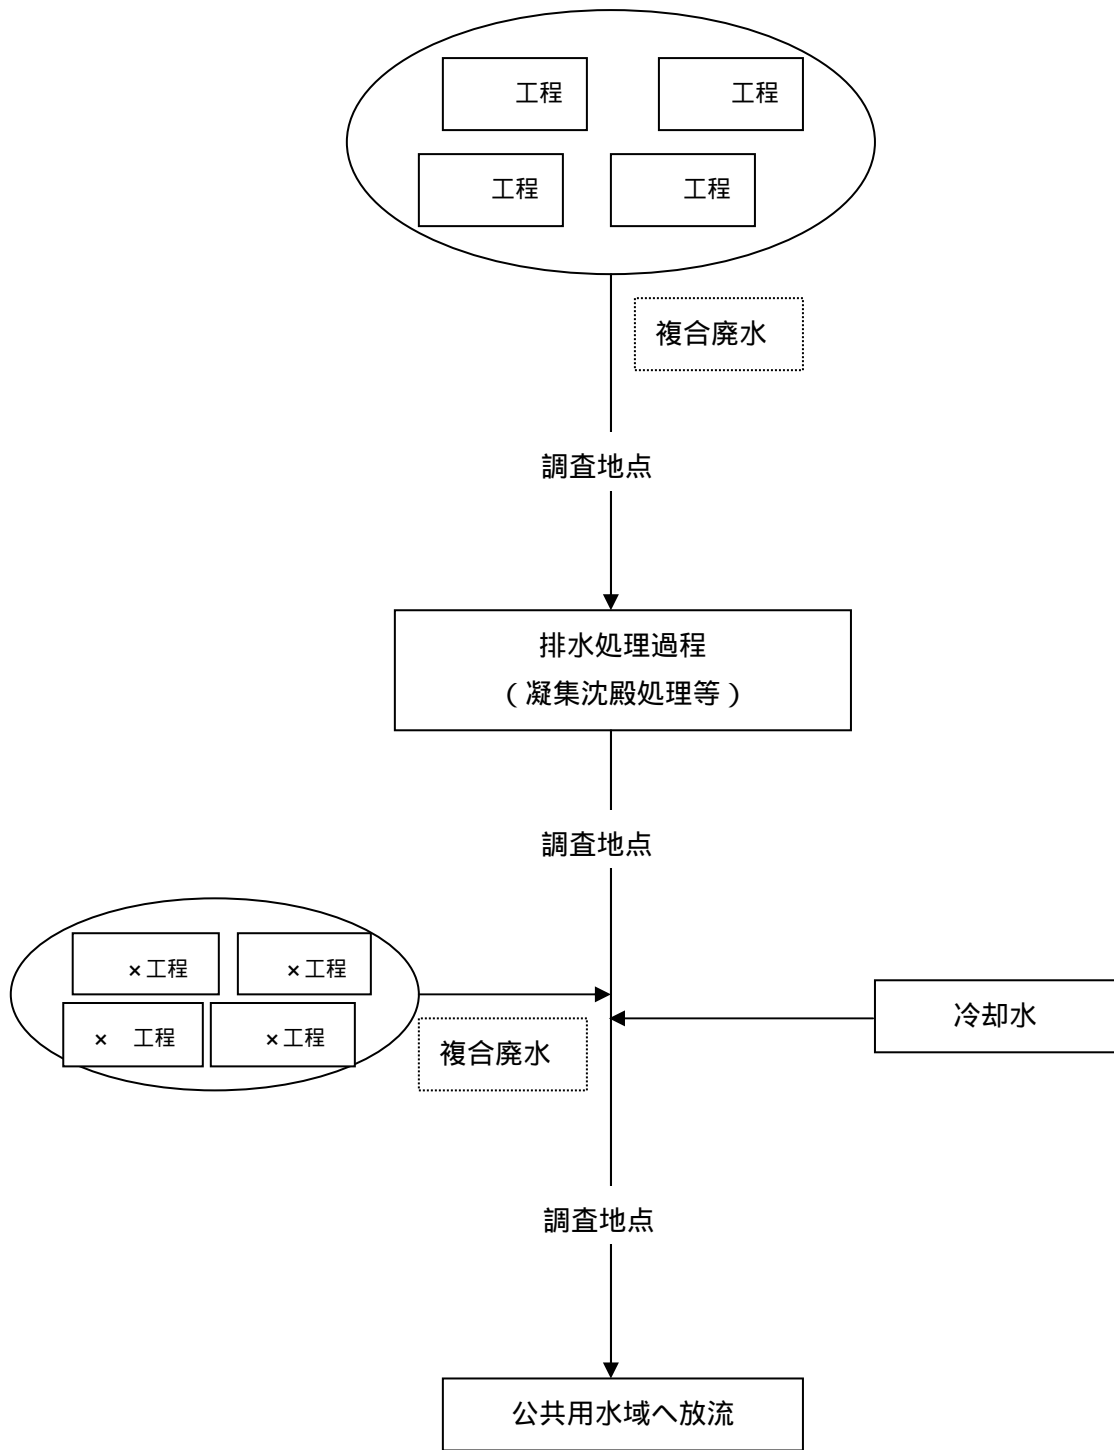 工程
工程
工程
工程
複合廃水
調査地点
排水処理過程
（凝集沈殿処理等）
調査地点
×工程
×工程
×　工程
×工程
複合廃水
冷却水
調査地点
公共用水域へ放流